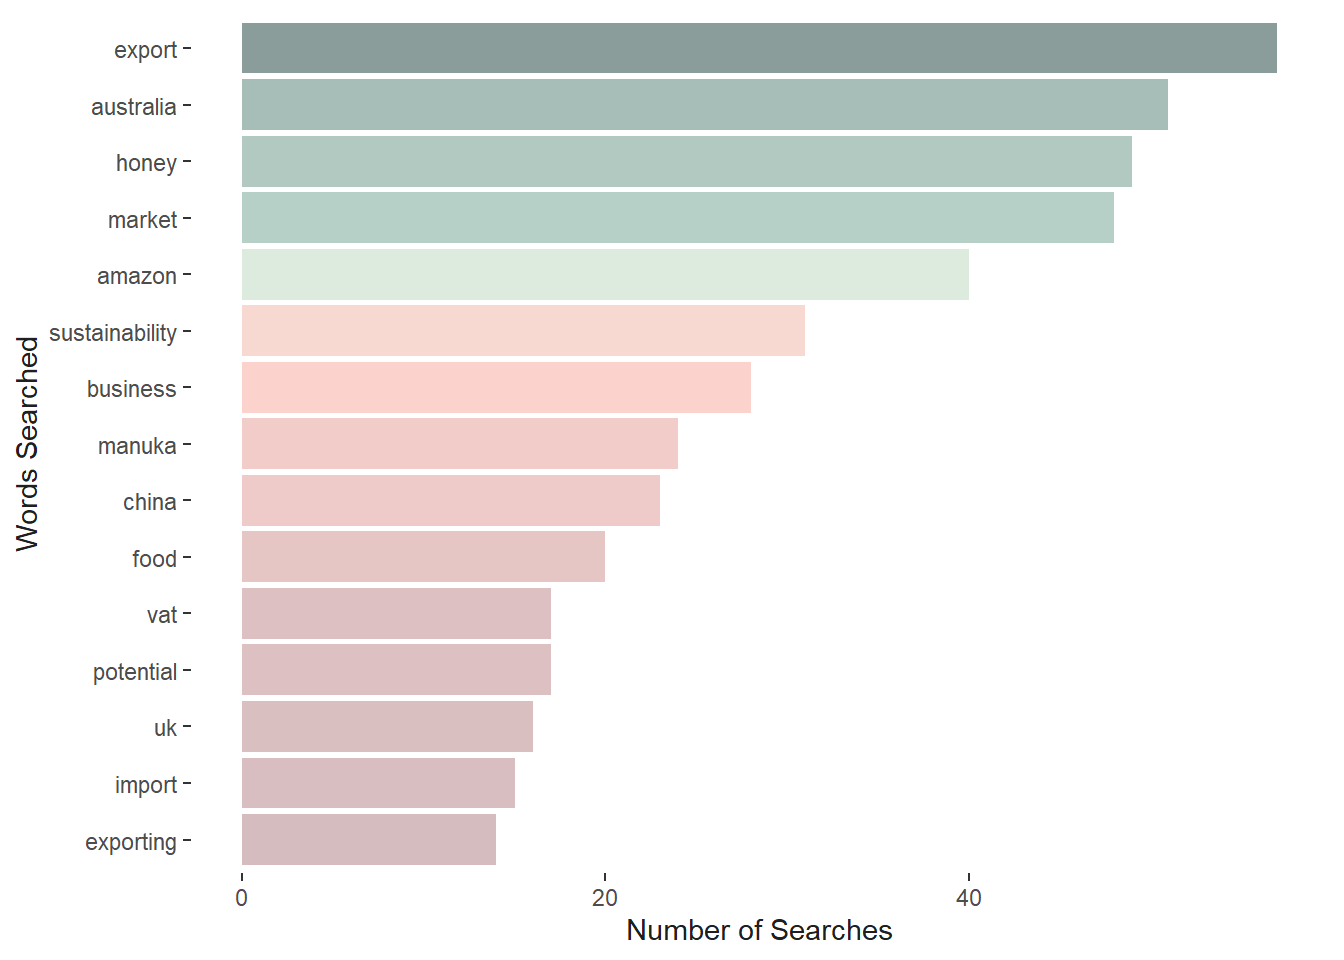 export
australia
honey
market
amazon
sustainability
business
manuka
china
food
vat
potential
uk
import
exporting
Words Searched
0 20 40
Number of Searches